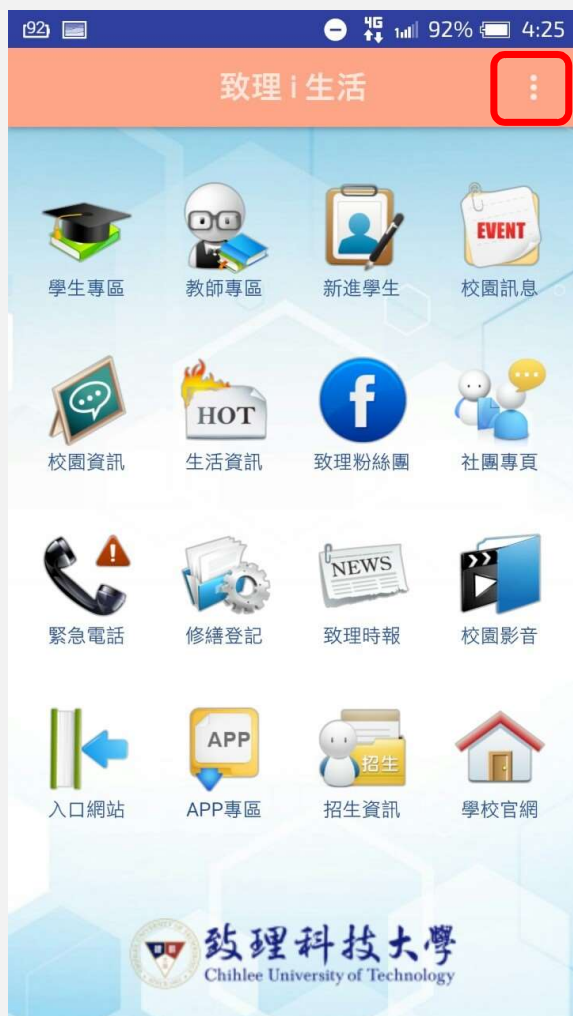 92
4G 92% 4:25
致理 i 生活
EVENT
學生專區 教師專區 新進學生 校園訊息
HOT
校園資訊 生活資訊 致理粉絲團 社團專頁
NEWS
緊急電話 修繕登記 致理時報 校園影音
APP 招生
入口網站 APP專區 招生資訊 學校官網
致理科技大學
Chihlee University of Technology